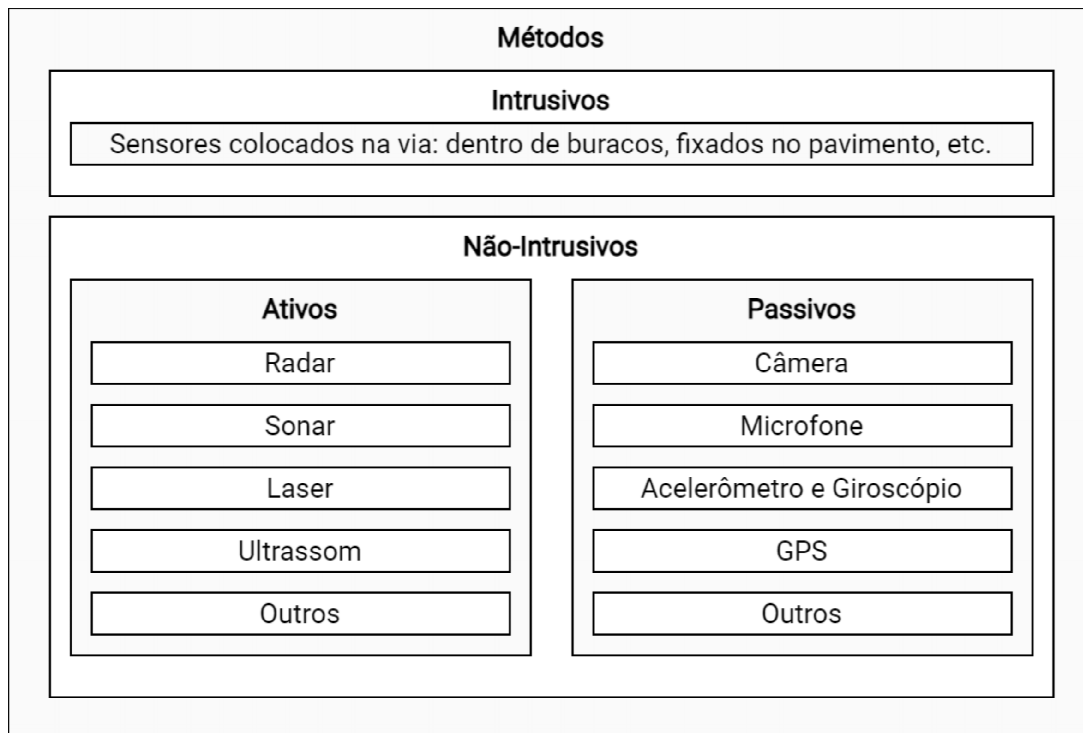 Métodos
Intrusivos
Sensores colocados na via: dentro de buracos, fixados no pavimento, etc.
Não-Intrusivos
Ativos
Radar
Sonar
Laser
Ultrassom
Outros
Passivos
Câmera
Microfone
Acelerômetro e Giroscópio
GPS
Outros